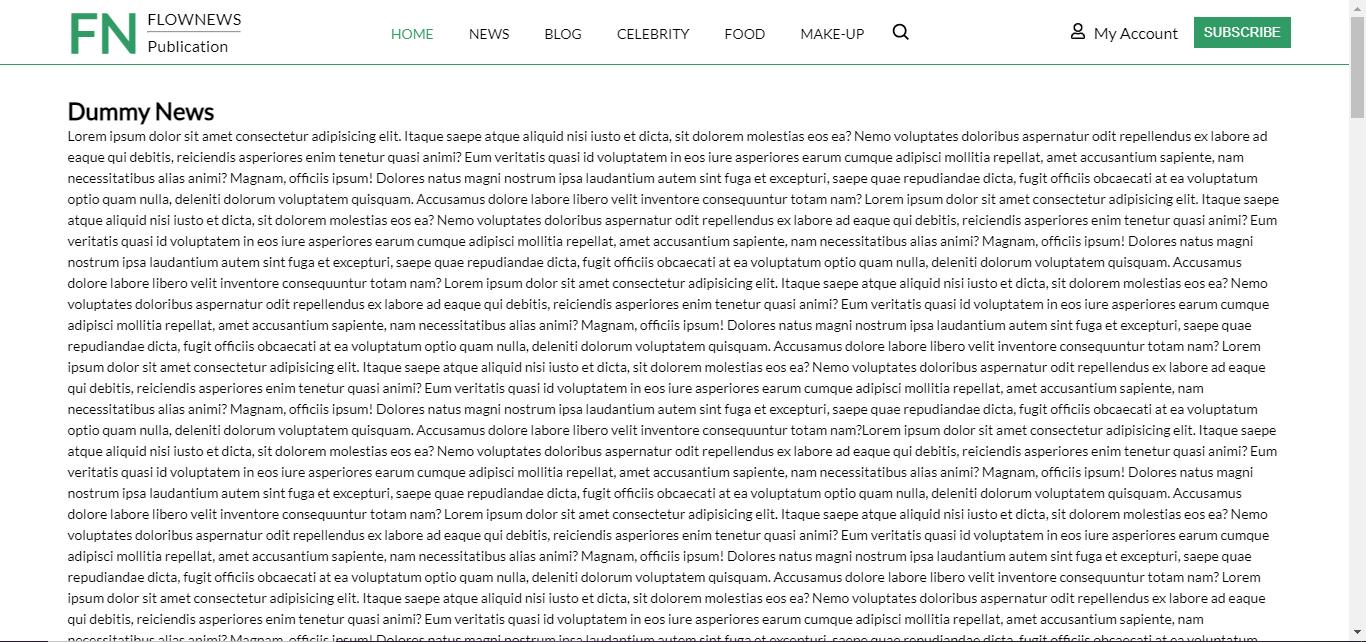 FN
FLOWNEWS
Publication
HOME NEWS BLOG CELEBRITY FOOD MAKE-UP
My Account
SUBSCRIBE
Dummy News
Lorem ipsum dolor sit amet consectetur adipisicing elit. Itaque saepe atque aliquid nisi iusto et dicta, sit dolorem molestias eos ea? Nemo voluptates doloribus aspernatur odit repellendus ex labore ad
eaque qui debitis, reiciendis asperiores enim tenetur quasi animi? Eum veritatis quasi id voluptatem in eos iure asperiores earum cumque adipisci mollitia repellat, amet accusantium sapiente, nam
necessitatibus alias animi? Magnam, officiis ipsum! Dolores natus magni nostrum ipsa laudantium autem sint fuga et excepturi, saepe quae repudiandae dicta, fugit officiis obcaecati at ea voluptatum
optio quam nulla, deleniti dolorum voluptatem quisquam. Accusamus dolore labore libero velit inventore consequuntur totam nam? Lorem ipsum dolor sit amet consectetur adipisicing elit. Itaque saepe
atque aliquid nisi iusto et dicta, sit dolorem molestias eos ea? Nemo voluptates doloribus aspernatur odit repellendus ex labore ad eaque qui debitis, reiciendis asperiores enim tenetur quasi animi? Eum
veritatis quasi id voluptatem in eos iure asperiores earum cumque adipisci mollitia repellat, amet accusantium sapiente, nam necessitatibus alias animi? Magnam, officiis ipsum! Dolores natus magni
nostrum ipsa laudantium autem sint fuga et excepturi, saepe quae repudiandae dicta, fugit officiis obcaecati at ea voluptatum optio quam nulla, deleniti dolorum voluptatem quisquam. Accusamus
dolore labore libero velit inventore consequuntur totam nam? Lorem ipsum dolor sit amet consectetur adipisicing elit. Itaque saepe atque aliquid nisi iusto et dicta, sit dolorem molestias eos ea? Nemo
voluptates doloribus aspernatur odit repellendus ex labore ad eaque qui debitis, reiciendis asperiores enim tenetur quasi animi? Eum veritatis quasi id voluptatem in eos iure asperiores earum cumque
adipisci mollitia repellat, amet accusantium sapiente, nam necessitatibus alias animi? Magnam, officiis ipsum! Dolores natus magni nostrum ipsa laudantium autem sint fuga et excepturi, saepe quae
repudiandae dicta, fugit officiis obcaecati at ea voluptatum optio quam nulla, deleniti dolorum voluptatem quisquam. Accusamus dolore labore libero velit inventore consequuntur totam nam? Lorem
ipsum dolor sit amet consectetur adipisicing elit. Itaque saepe atque aliquid nisi iusto et dicta, sit dolorem molestias eos ea? Nemo voluptates doloribus aspernatur odit repellendus ex labore ad eaque
qui debitis, reiciendis asperiores enim tenetur quasi animi? Eum veritatis quasi id voluptatem in eos iure asperiores earum cumque adipisci mollitia repellat, amet accusantium sapiente, nam
necessitatibus alias animi? Magnam, officiis ipsum! Dolores natus magni nostrum ipsa laudantium autem sint fuga et excepturi, saepe quae repudiandae dicta, fugit officiis obcaecati at ea voluptatum
optio quam nulla, deleniti dolorum voluptatem quisquam. Accusamus dolore labore libero velit inventore consequuntur totam nam?Lorem ipsum dolor sit amet consectetur adipisicing elit. Itaque saepe
atque aliquid nisi iusto et dicta, sit dolorem molestias eos ea? Nemo voluptates doloribus aspernatur odit repellendus ex labore ad eaque qui debitis, reiciendis asperiores enim tenetur quasi animi? Eum
veritatis quasi id voluptatem in eos iure asperiores earum cumque adipisci mollitia repellat, amet accusantium sapiente, nam necessitatibus alias animi? Magnam, officiis ipsum! Dolores natus magni
nostrum ipsa laudantium autem sint fuga et excepturi, saepe quae repudiandae dicta, fugit officiis obcaecati at ea voluptatum optio quam nulla, deleniti dolorum voluptatem quisquam. Accusamus
dolore labore libero velit inventore consequuntur totam nam? Lorem ipsum dolor sit amet consectetur adipisicing elit. Itaque saepe atque aliquid nisi iusto et dicta, sit dolorem molestias eos ea? Nemo
voluptates doloribus aspernatur odit repellendus ex labore ad eaque qui debitis, reiciendis asperiores enim tenetur quasi animi? Eum veritatis quasi id voluptatem in eos iure asperiores earum cumque
adipisci mollitia repellat, amet accusantium sapiente, nam necessitatibus alias animi? Magnam, officiis ipsum! Dolores natus magni nostrum ipsa laudantium autem sint fuga et excepturi, saepe quae
repudiandae dicta, fugit officiis obcaecati at ea voluptatum optio quam nulla, deleniti dolorum voluptatem quisquam. Accusamus dolore labore libero velit inventore consequuntur totam nam? Lorem
ipsum dolor sit amet consectetur adipisicing elit. Itaque saepe atque aliquid nisi iusto et dicta, sit dolorem molestias eos ea? Nemo voluptates doloribus aspernatur odit repellendus ex labore ad eaque
qui debitis, reiciendis asperiores enim tenetur quasi animi? Eum veritatis quasi id voluptatem in eos iure asperiores earum cumque adipisci mollitia repellat, amet accusantium sapiente, nam
necessitatibus alias animi? Magnam, officiis ipsum! Dolores natus magni nostrum ipsa laudantium autem sint fuga et excepturi, saepe quae repudiandae dicta, fugit officiis obcaecati at ea voluptatum